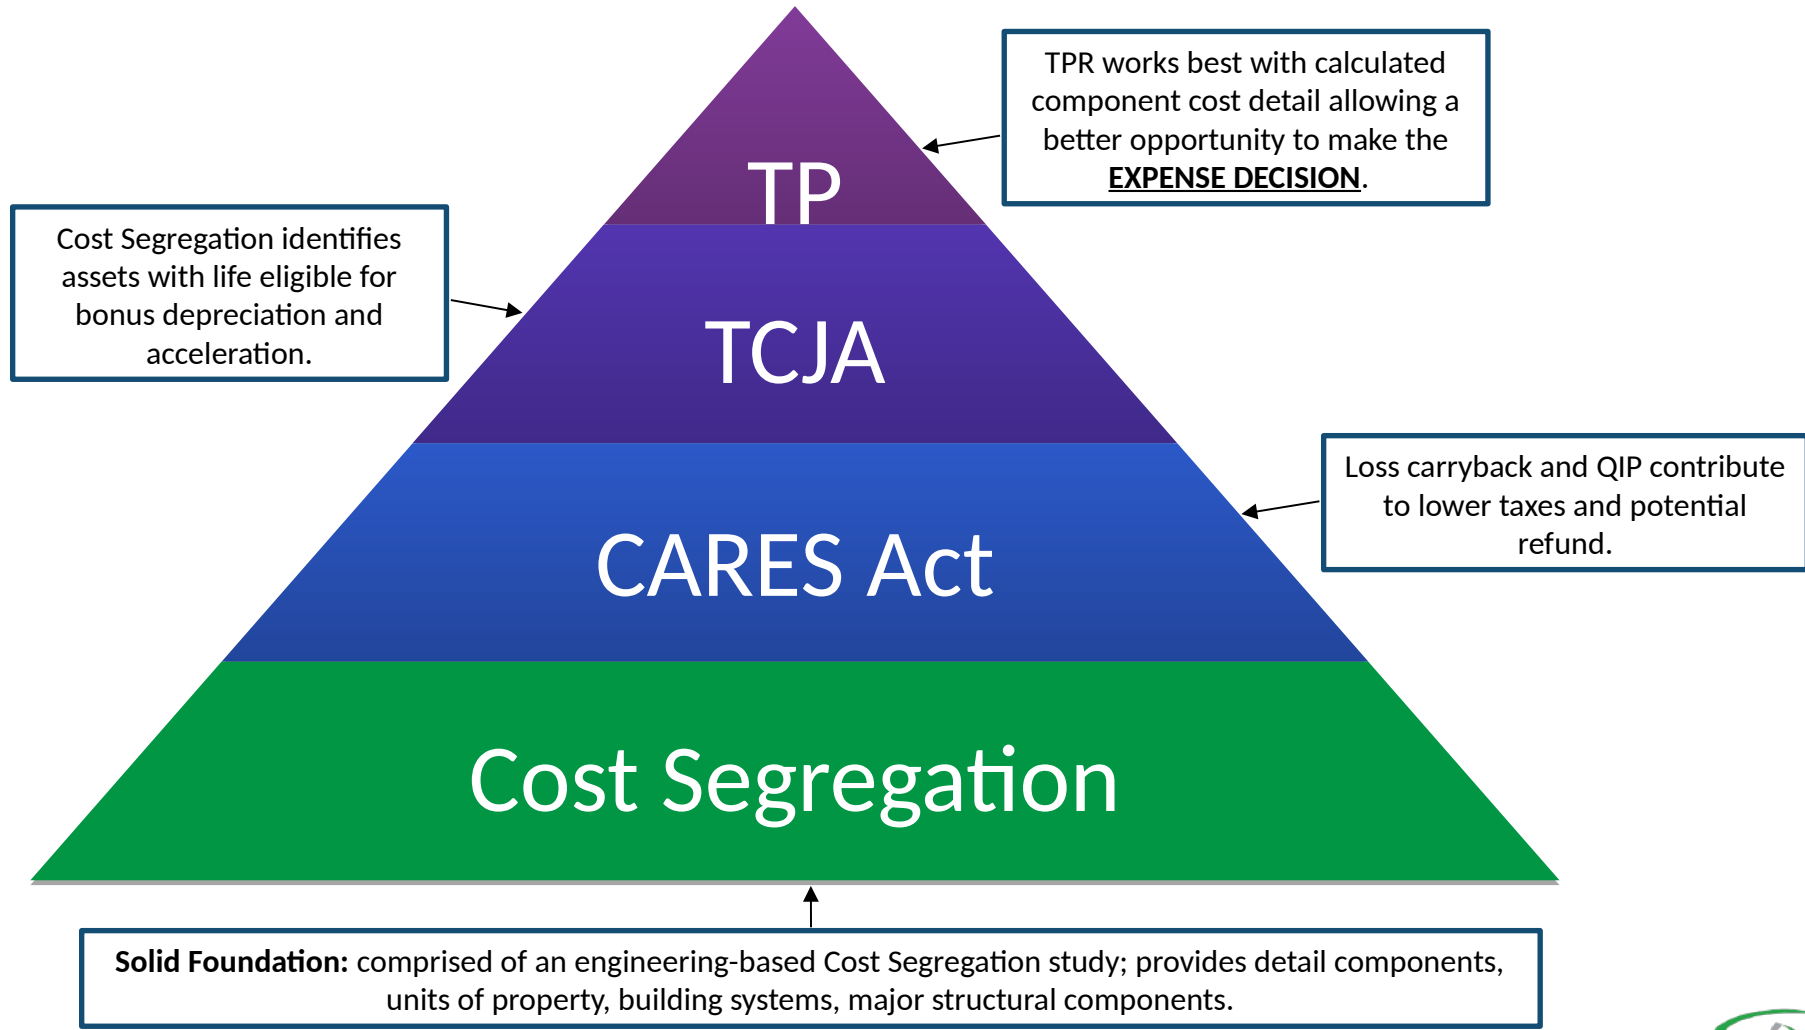 TPR works best with calculated
component cost detail allowing a
better opportunity to make the
EXPENSE DECISION.
TP
Cost Segregation identifies
assets with life eligible for
bonus depreciation and
acceleration.
TCJA
Loss carryback and QIP contribute
to lower taxes and potential
refund.
CARES Act
Cost Segregation
Solid Foundation: comprised of an engineering-based Cost Segregation study; provides detail components,
units of property, building systems, major structural components.